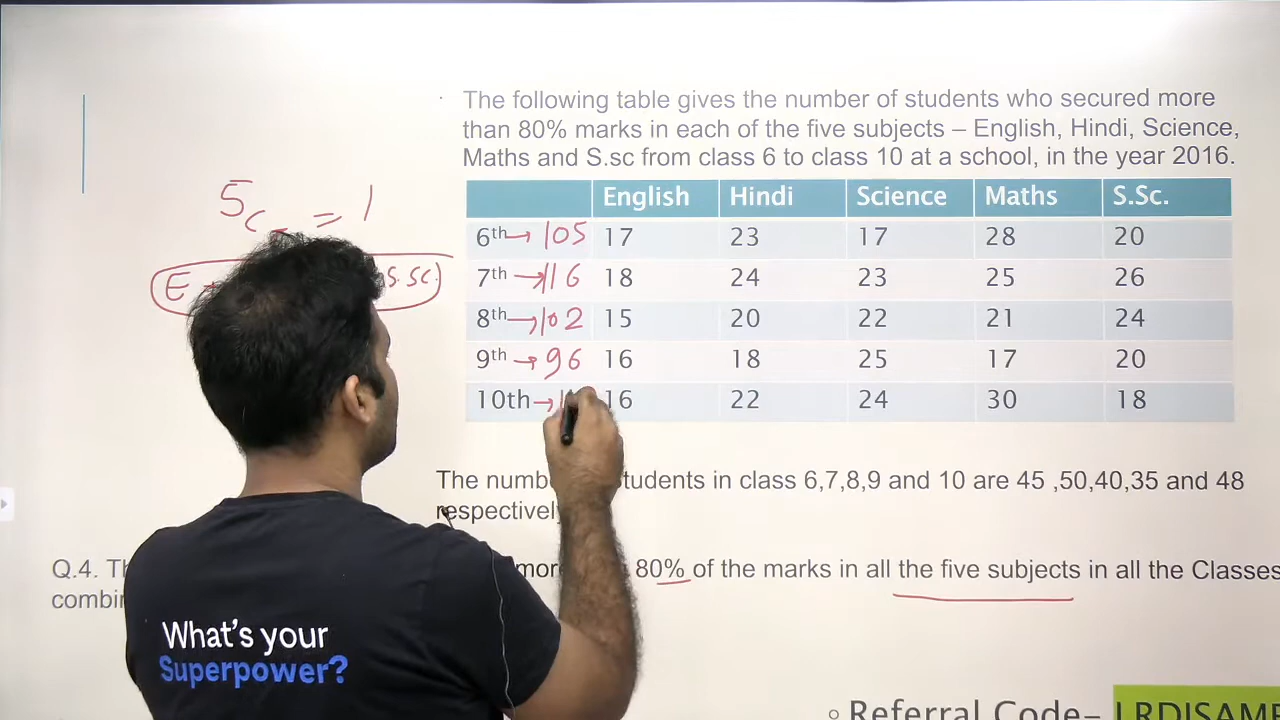 The following table gives the number of students who secured more
than 80% marks in each of the five subjects – English, Hindi, Science,
Maths and S.sc from class 6 to class 10 at a school, in the year 2016.
English Hindi Science Maths S.Sc.
6th → 105 17 23 17 28 20
7th → 116 18 24 23 25 26
8th → 102 15 20 22 21 24
9th → 96 16 18 25 17 20
10th → 16 22 24 30 18
5c = 1
E s.sc.
The students in class 6,7,8,9 and 10 are 45 ,50,40,35 and 48
Q.4. 80% of the marks in all the five subjects in all the Classes
What's your
Superpower?
Referral Code–